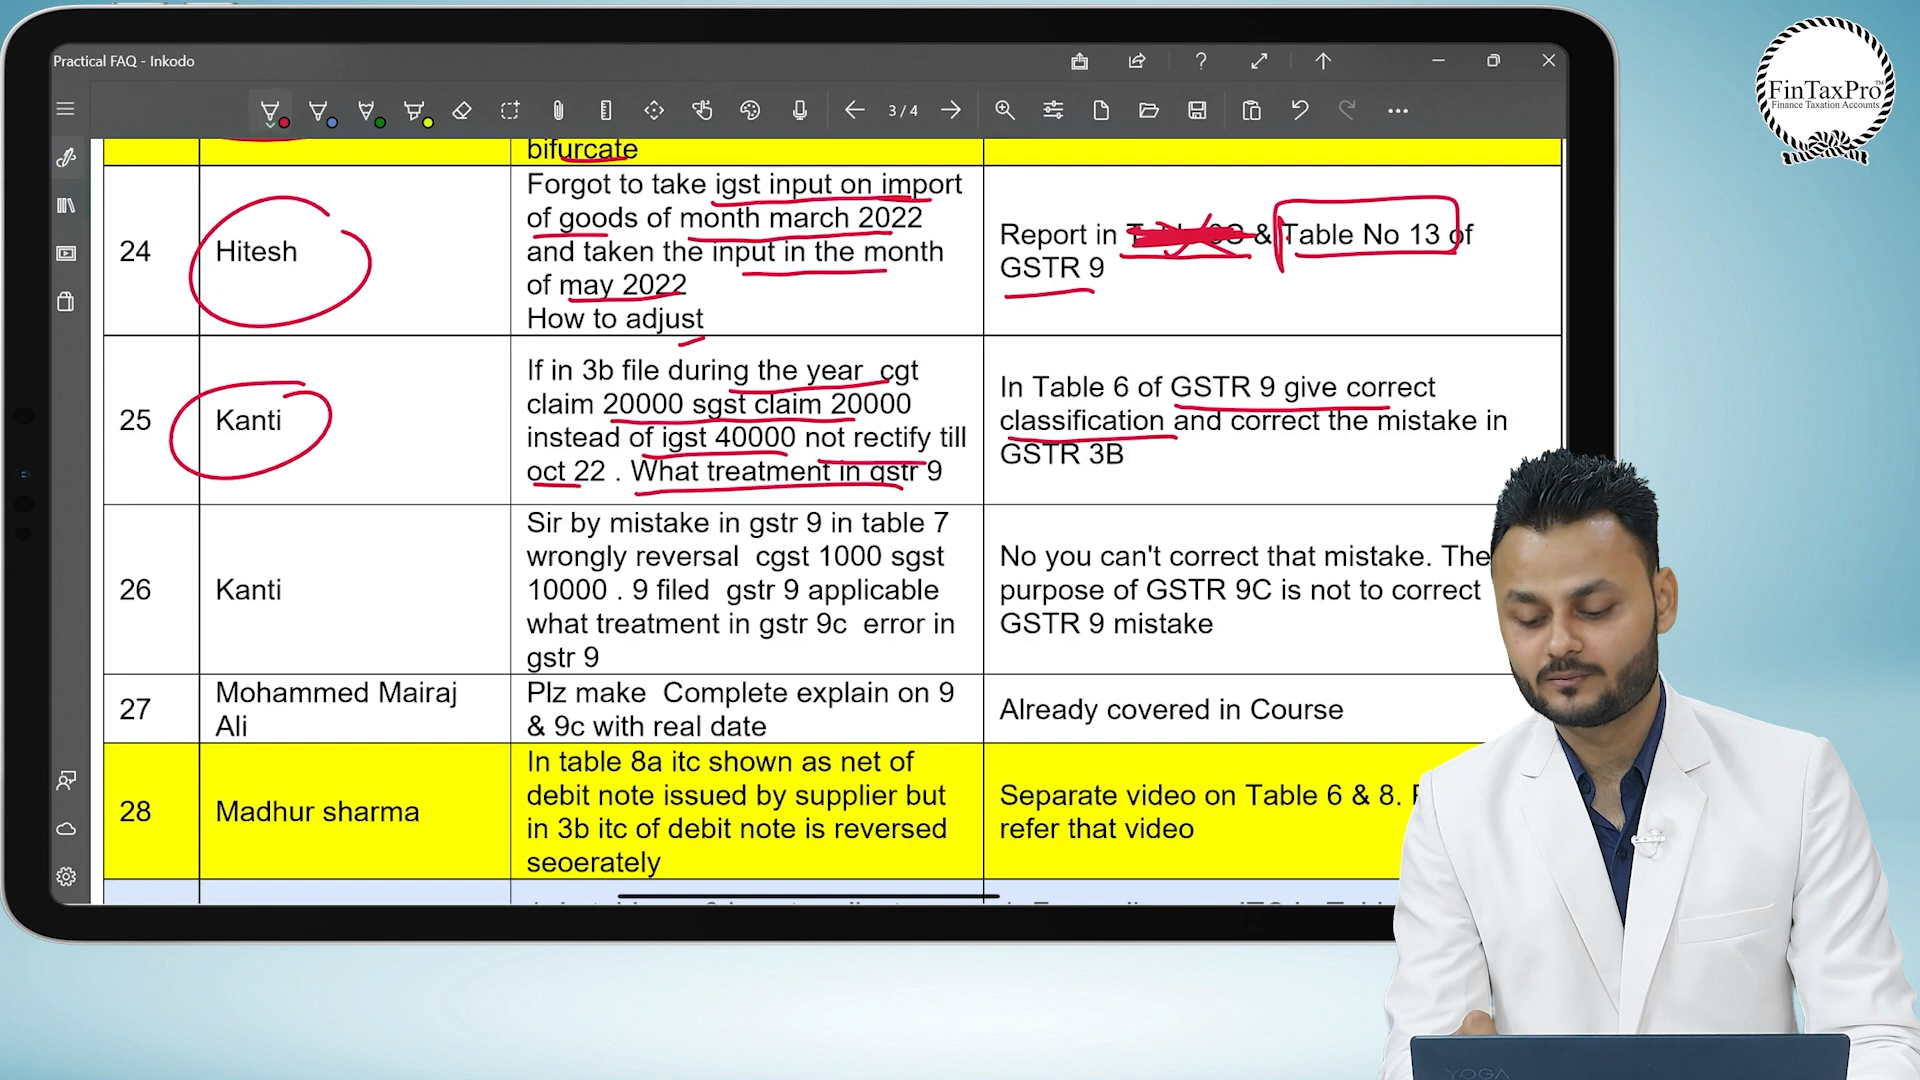 Practical FAQ - Inkodo
3 / 4
FinTaxPro™
Finance Taxation Accounts
bifurcate
24
Hitesh
Forgot to take igst input on import
of goods of month march 2022
and taken the input in the month
of may 2022
How to adjust
Report in & Table No 13 of
GSTR 9
25
Kanti
If in 3b file during the year cgt
claim 20000 sgst claim 20000
instead of igst 40000 not rectify till
oct 22 . What treatment in gstr 9
In Table 6 of GSTR 9 give correct
classification and correct the mistake in
GSTR 3B
26
Kanti
Sir by mistake in gstr 9 in table 7
wrongly reversal cgst 1000 sgst
10000 . 9 filed gstr 9 applicable
what treatment in gstr 9c error in
gstr 9
No you can't correct that mistake. The
purpose of GSTR 9C is not to correct
GSTR 9 mistake
27
Mohammed Mairaj
Ali
Plz make Complete explain on 9
& 9c with real date
Already covered in Course
28
Madhur sharma
In table 8a itc shown as net of
debit note issued by supplier but
in 3b itc of debit note is reversed
seoerately
Separate video on Table 6 & 8.
refer that video
YOGA